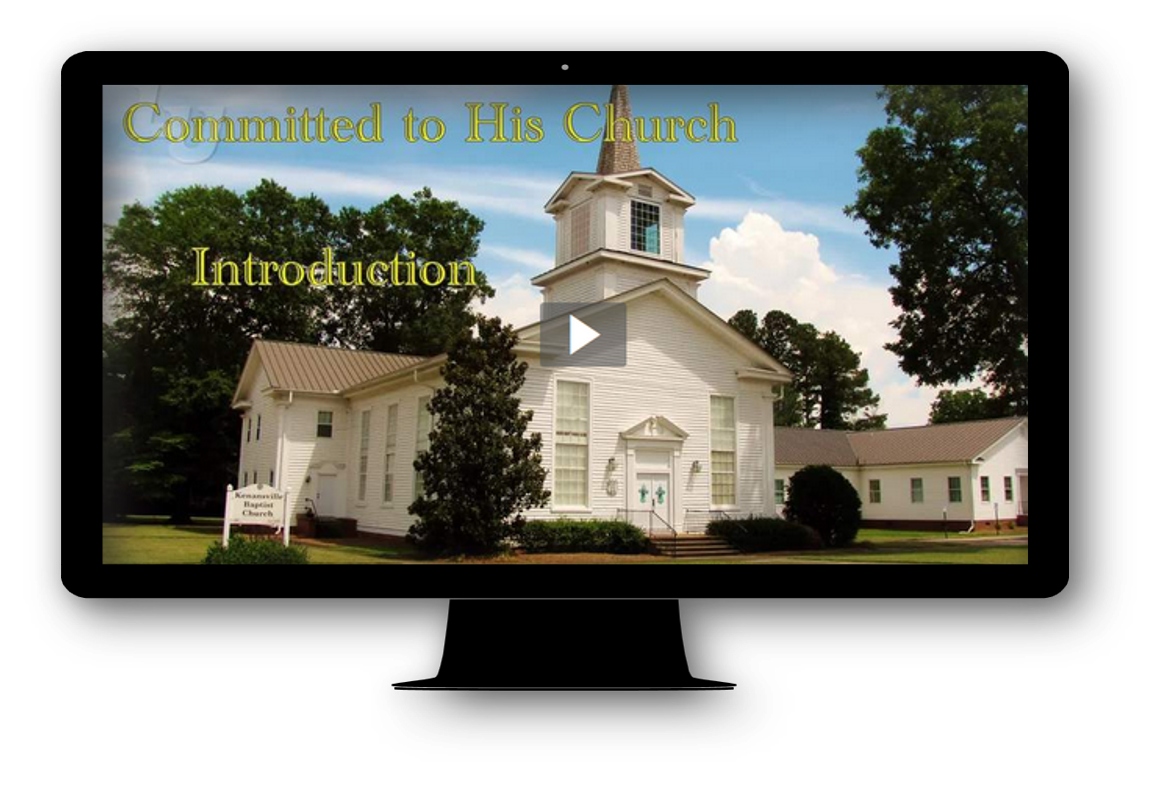 Committed to His Church
Introduction
Kenansville
Baptist
Church